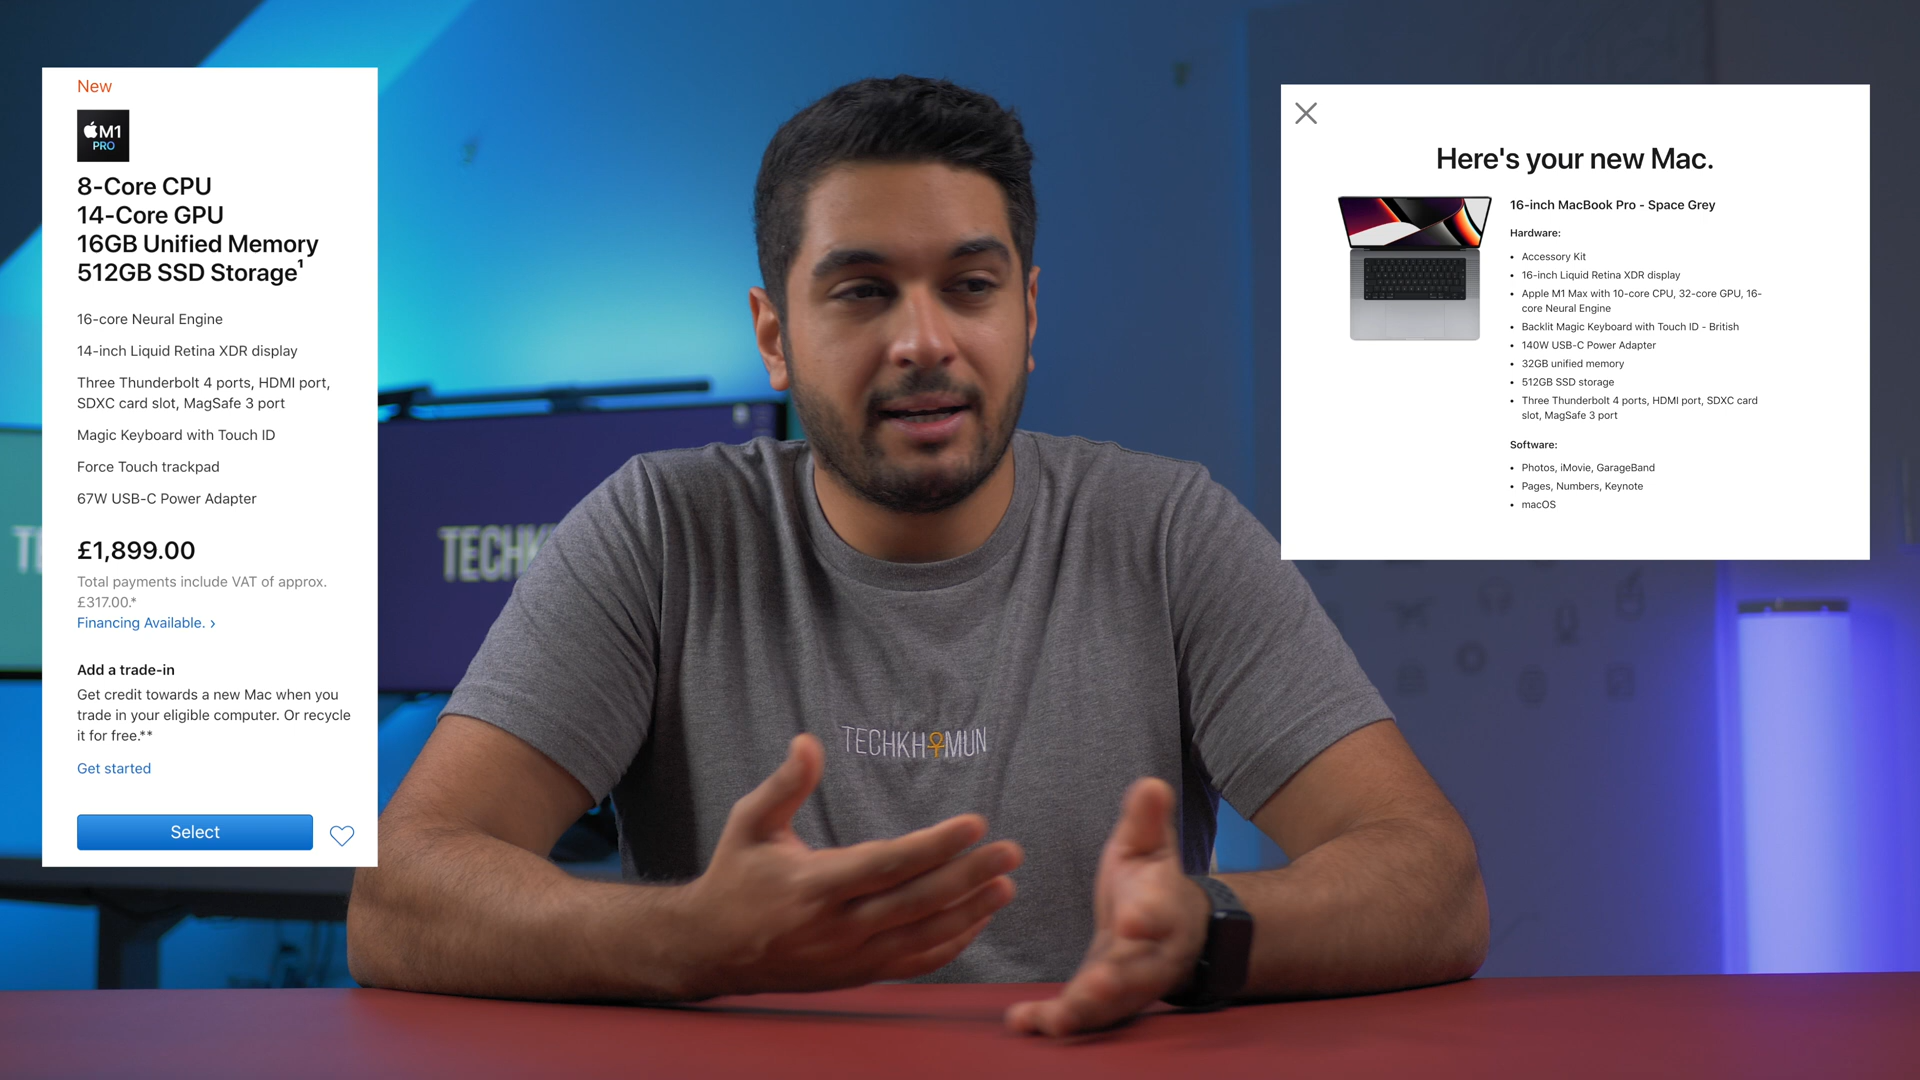 New
M1
PRO
8-Core CPU
14-Core GPU
16GB Unified Memory
512GB SSD Storage¹
16-core Neural Engine
14-inch Liquid Retina XDR display
Three Thunderbolt 4 ports, HDMI port,
SDXC card slot, MagSafe 3 port
Magic Keyboard with Touch ID
Force Touch trackpad
67W USB-C Power Adapter
£1,899.00
Total payments include VAT of approx.
£317.00.*
Financing Available. ›
Add a trade-in
Get credit towards a new Mac when you
trade in your eligible computer. Or recycle
it for free.**
Get started
Select
TECHKH☥MUN
Here's your new Mac.
16-inch MacBook Pro - Space Grey
Hardware:
• Accessory Kit
• 16-inch Liquid Retina XDR display
• Apple M1 Max with 10-core CPU, 32-core GPU, 16-
core Neural Engine
• Backlit Magic Keyboard with Touch ID - British
• 140W USB-C Power Adapter
• 32GB unified memory
• 512GB SSD storage
• Three Thunderbolt 4 ports, HDMI port, SDXC card
slot, MagSafe 3 port
Software:
• Photos, iMovie, GarageBand
• Pages, Numbers, Keynote
• macOS